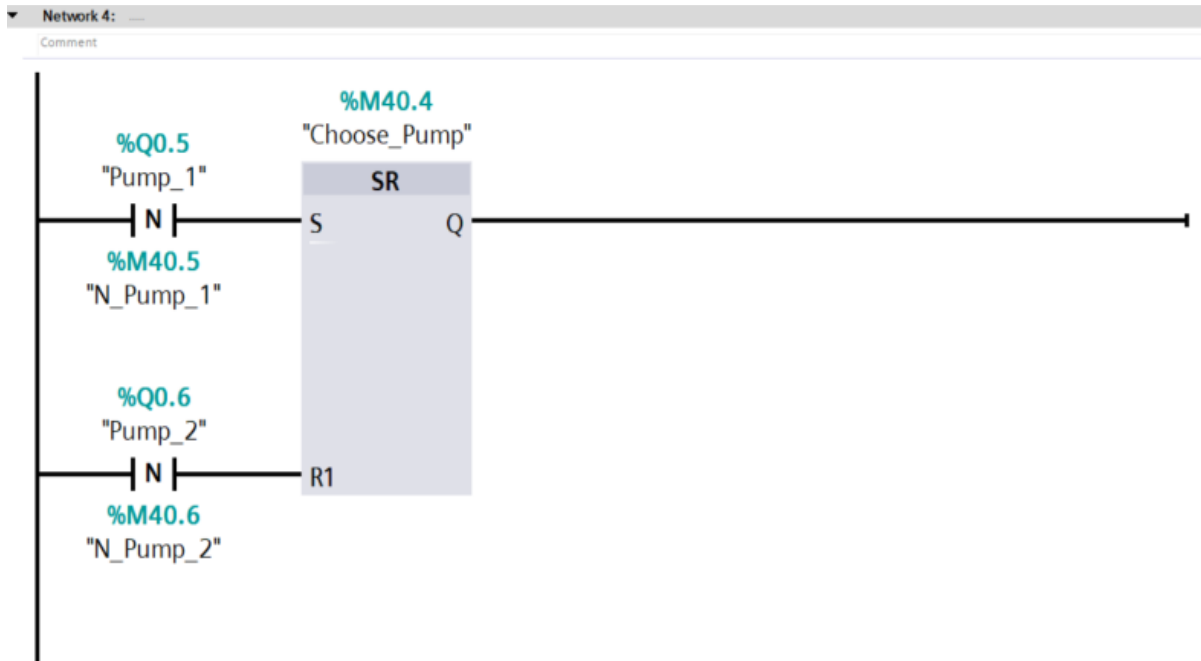 Network 4: .....
Comment
%M40.4
"Choose_Pump"
%Q0.5
"Pump_1"
SR
N
S
Q
%M40.5
"N_Pump_1"
%Q0.6
"Pump_2"
N
R1
%M40.6
"N_Pump_2"